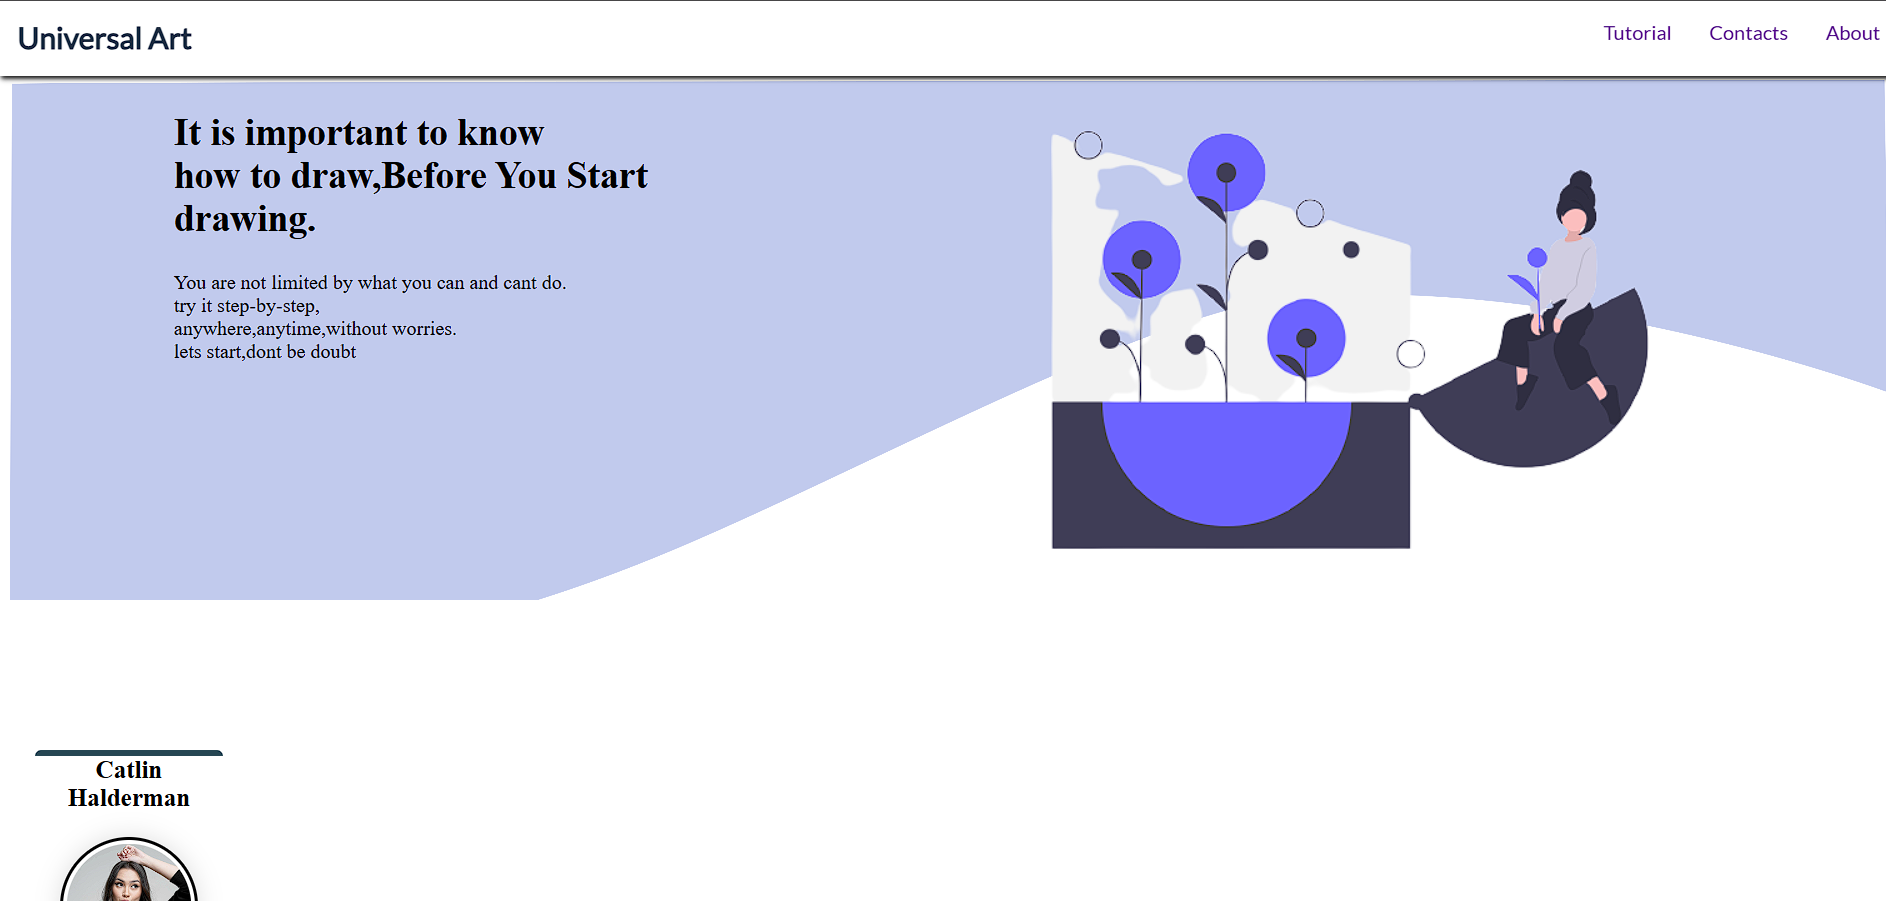 Universal Art
Tutorial Contacts About
It is important to know
how to draw,Before You Start
drawing.
You are not limited by what you can and cant do.
try it step-by-step,
anywhere,anytime,without worries.
lets start,dont be doubt
Catlin
Halderman